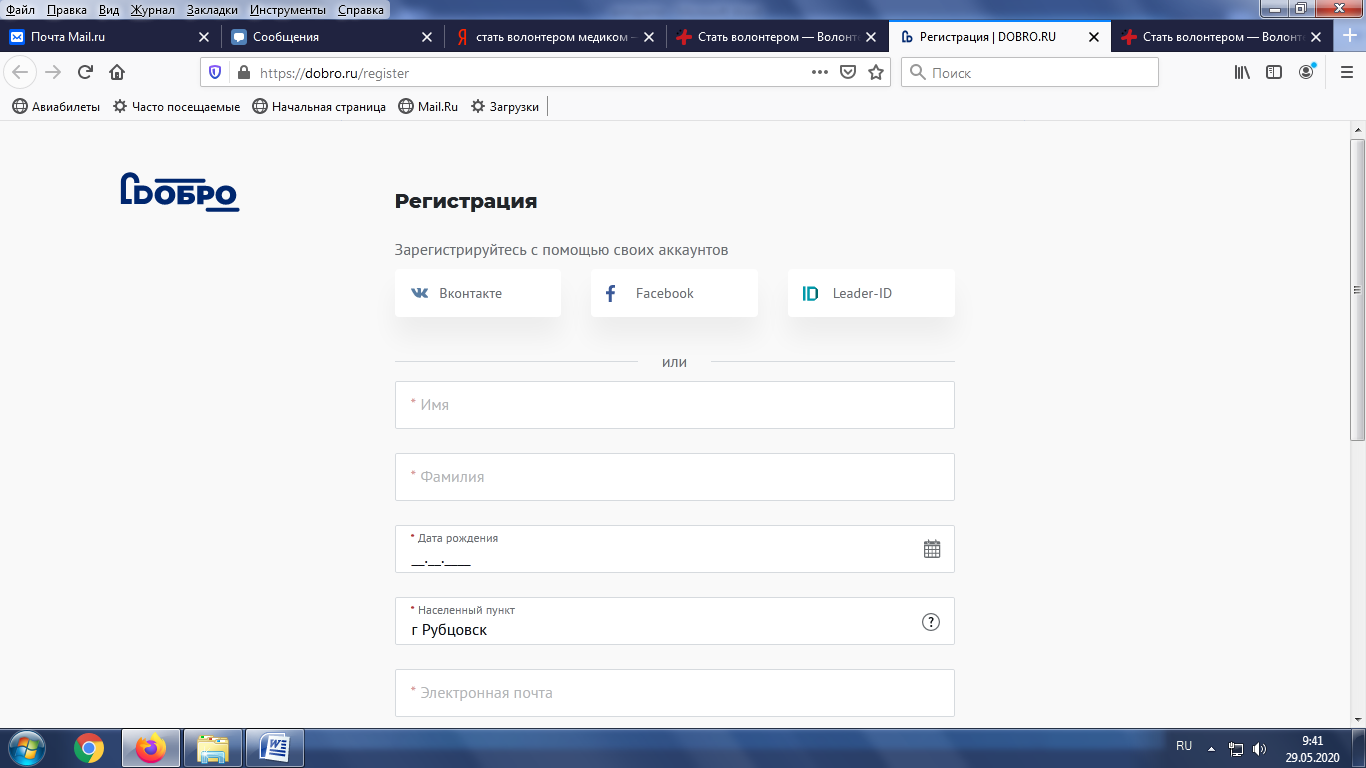 Файл Правка Вид Журнал Закладки Инструменты Справка
Почта Mail.ru
Сообщения
стать волонтером медиком –
Стать волонтером — Волонт
Регистрация | DOBRO.RU
Стать волонтером — Волонт
https://dobro.ru/register
Поиск
Авиабилеты Часто посещаемые Начальная страница Mail.Ru Загрузки
ДОБРО
Регистрация
Зарегистрируйтесь с помощью своих аккаунтов
Вконтакте Facebook Leader-ID
или
* Имя
* Фамилия
* Дата рождения
__.__.____
* Населенный пункт
г Рубцовск
* Электронная почта
RU
9:41
29.05.2020